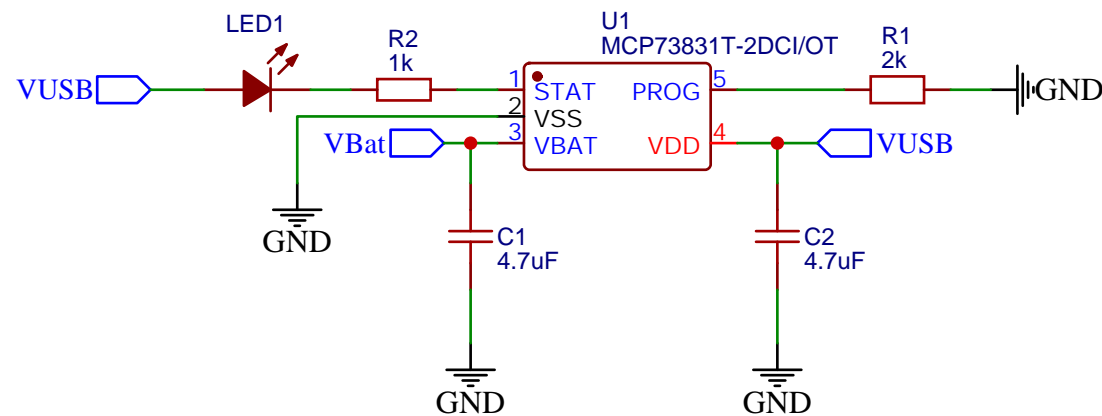 LED1
U1
MCP73831T-2DCI/OT
R2
1k
R1
2k
VUSB
1
STAT
PROG
5
GND
2
VSS
VBat
3
VBAT
VDD
4
VUSB
GND
C1
4.7uF
C2
4.7uF
GND
GND